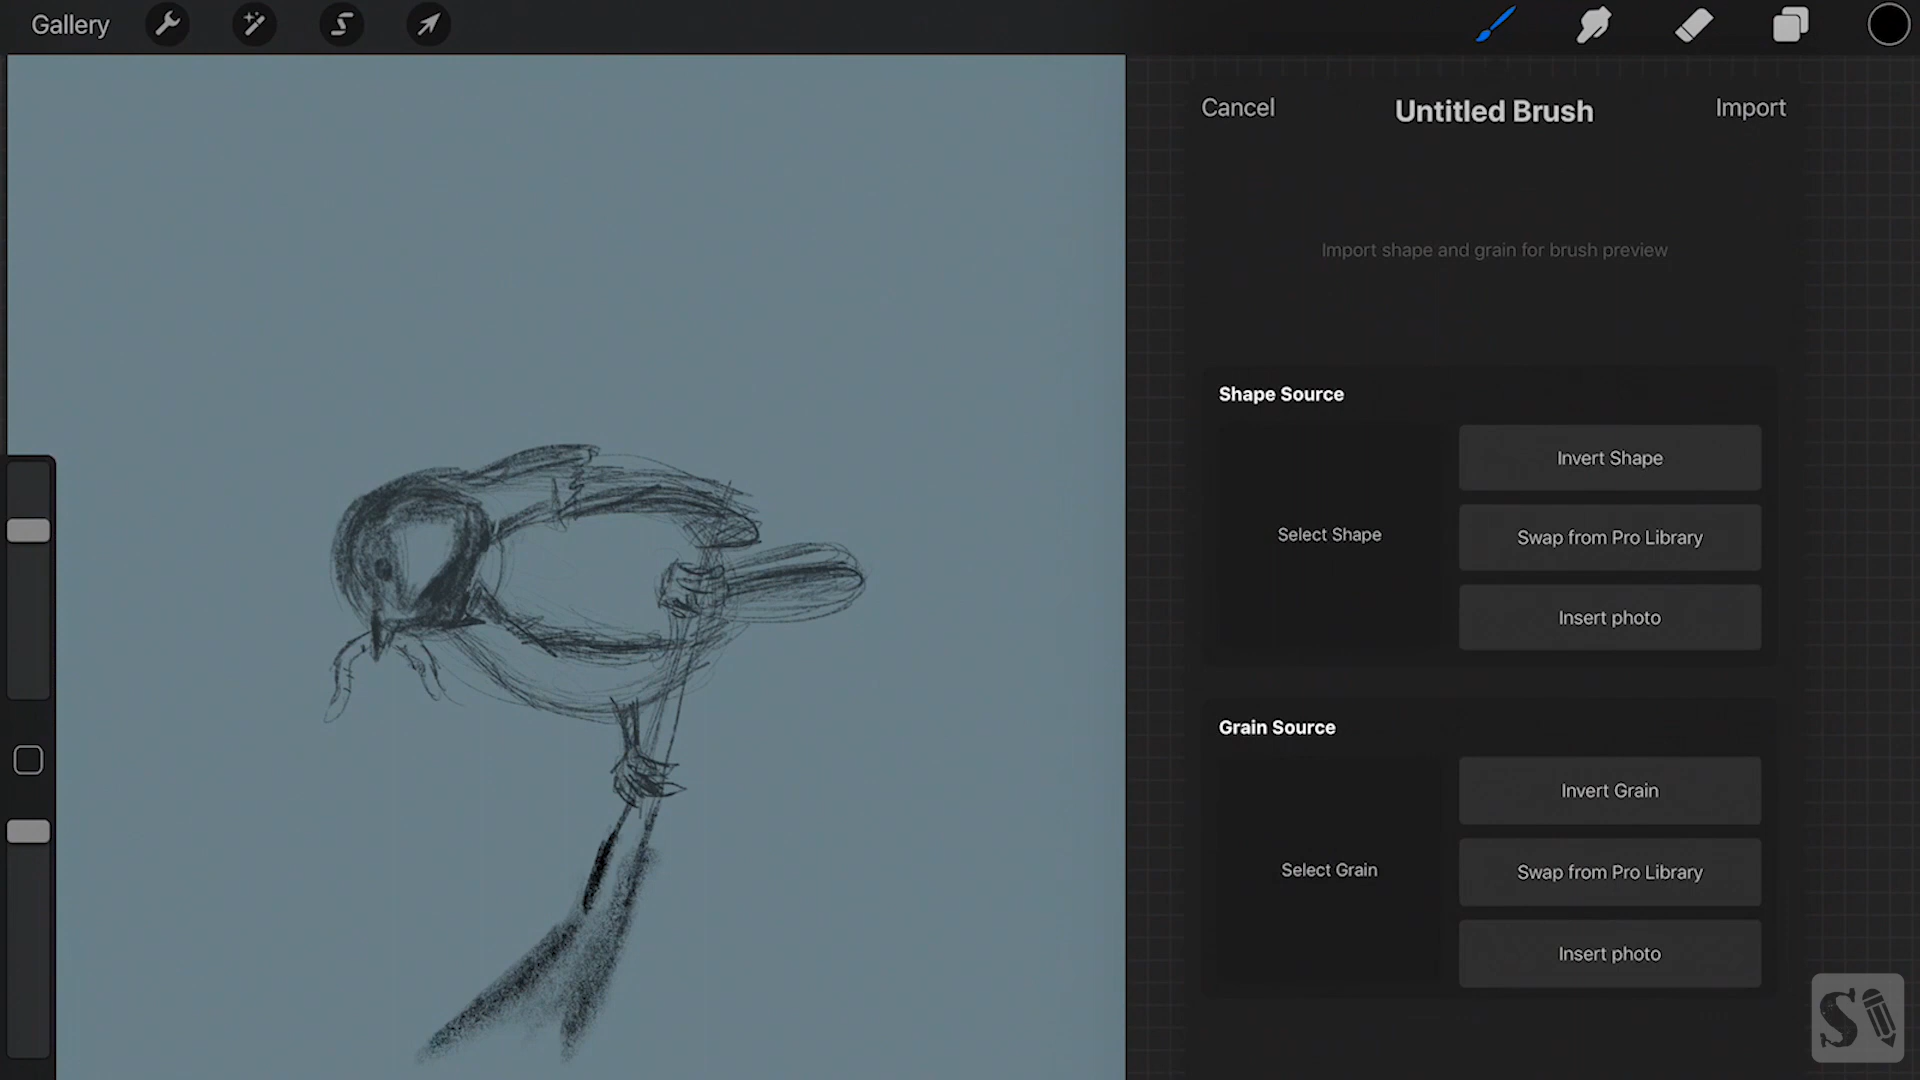 Gallery
Cancel
Untitled Brush
Import
Import shape and grain for brush preview
Shape Source
Select Shape
Invert Shape
Swap from Pro Library
Insert photo
Grain Source
Select Grain
Invert Grain
Swap from Pro Library
Insert photo
S